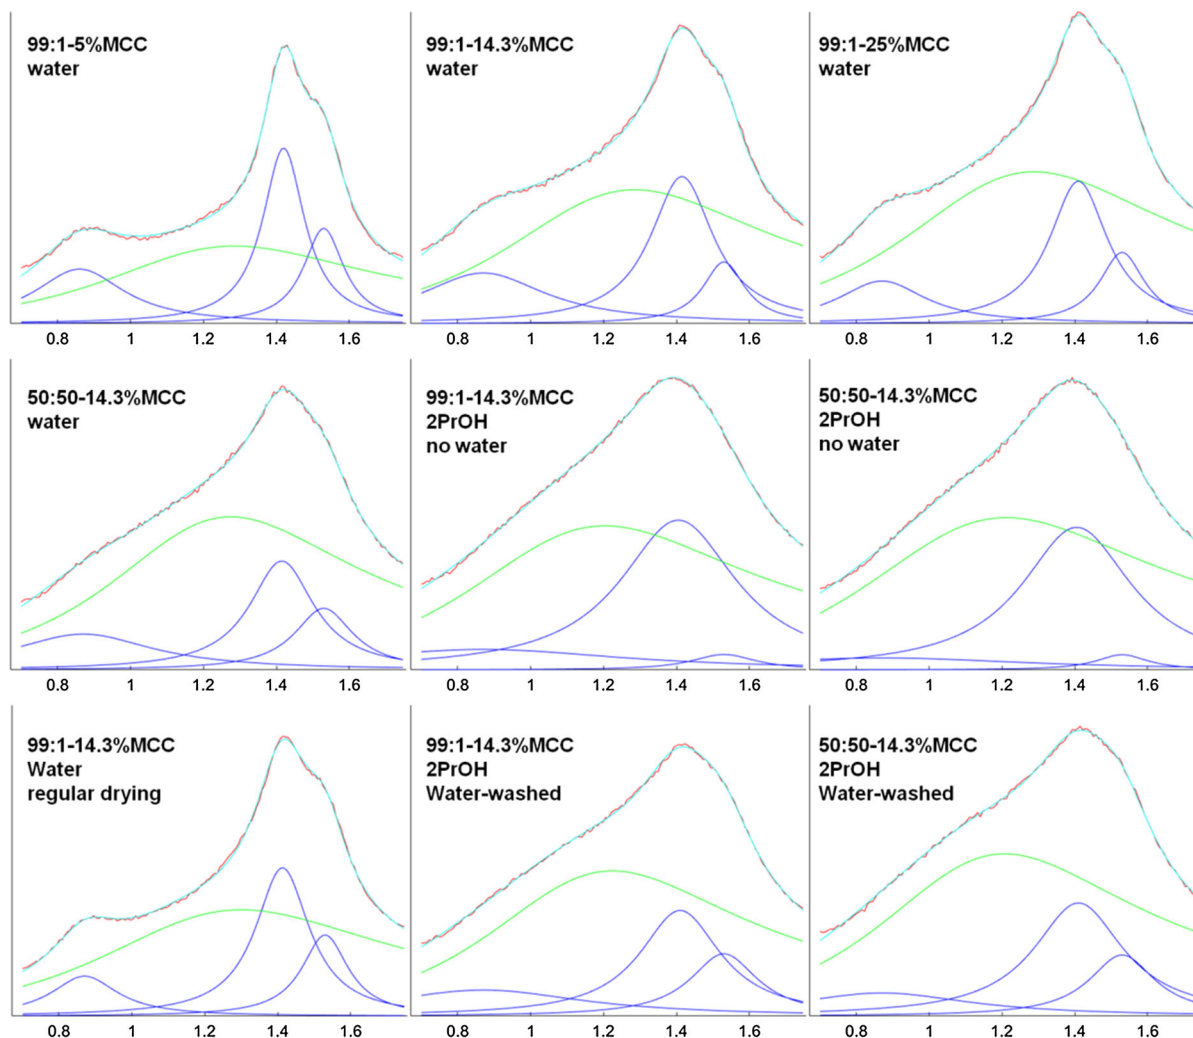 99:1-5%MCC
water
99:1-14.3%MCC
water
99:1-25%MCC
water
0.8 1 1.2 1.4 1.6
0.8 1 1.2 1.4 1.6
0.8 1 1.2 1.4 1.6
50:50-14.3%MCC
water
99:1-14.3%MCC
2PrOH
no water
50:50-14.3%MCC
2PrOH
no water
0.8 1 1.2 1.4 1.6
0.8 1 1.2 1.4 1.6
0.8 1 1.2 1.4 1.6
99:1-14.3%MCC
Water
regular drying
99:1-14.3%MCC
2PrOH
Water-washed
50:50-14.3%MCC
2PrOH
Water-washed
0.8 1 1.2 1.4 1.6
0.8 1 1.2 1.4 1.6
0.8 1 1.2 1.4 1.6